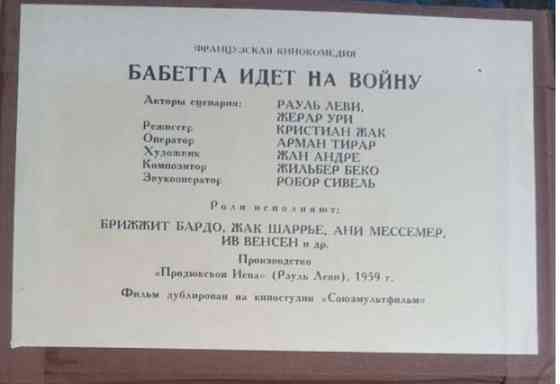 ФРАНЦУЗСКАЯ КИНОКОМЕДИЯ
БАБЕТТА ИДЕТ НА ВОЙНУ
Авторы сценария: РАУЛЬ ЛЕВИ,
ЖЕРАР УРИ
Режиссер КРИСТИАН ЖАК
Оператор АРМАН ТИРАР
Художник ЖАН АНДРЕ
Композитор ЖИЛЬБЕР БЕКО
Звукооператор РОБОР СИВЕЛЬ
Роли исполняют:
БРИЖЖИТ БАРДО, ЖАК ШАРРЬЕ, АНИ МЕССЕМЕР,
ИВ ВЕНСЕН и др.
Производство
«Продюксион Иена» (Рауль Леви), 1959 г.
Фильм дублирован на киностудии «Союзмультфильм»